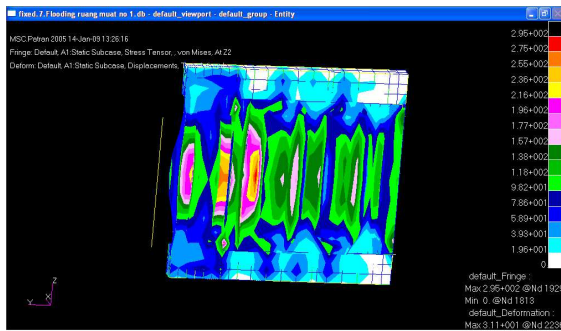 fixed.7.Flooding ruang muat no 1.db - default_viewport - default_group - Entity
MSC.Patran 2005 14-Jan-09 13:26:16
Fringe: Default, A1:Static Subcase, Stress Tensor, , von Mises, At Z2
Deform: Default, A1:Static Subcase, Displacements,
2.95+002
2.75+002
2.55+002
2.36+002
2.16+002
1.96+002
1.77+002
1.57+002
1.38+002
1.18+002
9.82+001
7.86+001
5.89+001
3.93+001
1.96+001
0
default_Fringe :
Max 2.95+002 @Nd 1929
Min 0. @Nd 1813
default_Deformation :
Max 3.11+001 @Nd 2236
Z
Y X